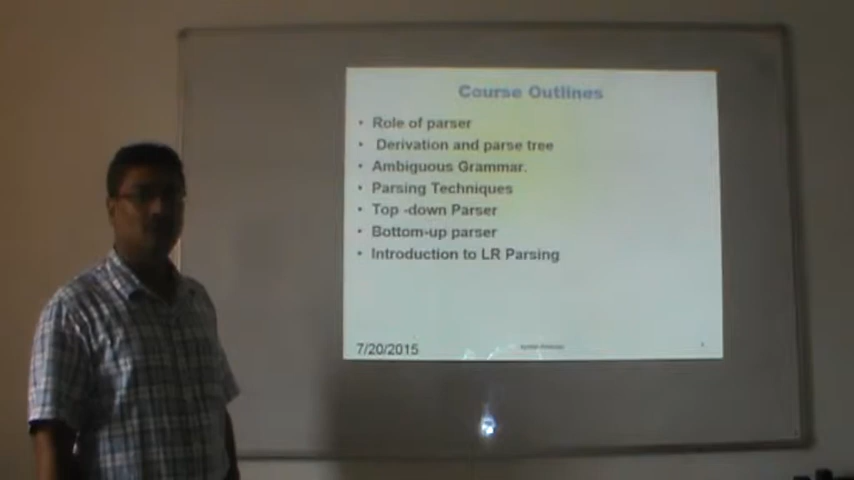 Course Outlines
• Role of parser
• Derivation and parse tree
• Ambiguous Grammar.
• Parsing Techniques
• Top -down Parser
• Bottom-up parser
• Introduction to LR Parsing
7/20/2015